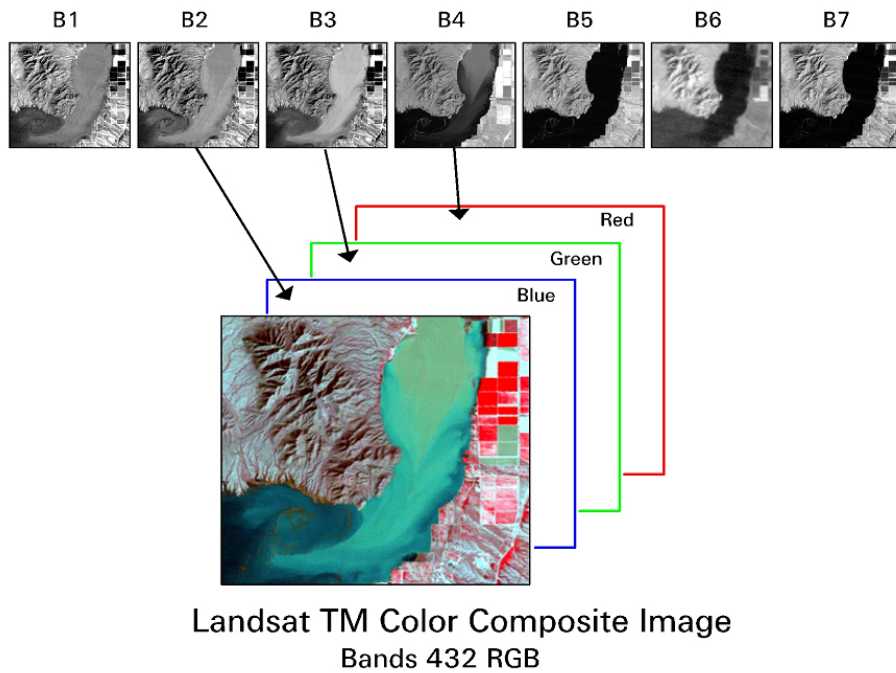 B1 B2 B3 B4 B5 B6 B7
Red
Green
Blue
Landsat TM Color Composite Image
Bands 432 RGB